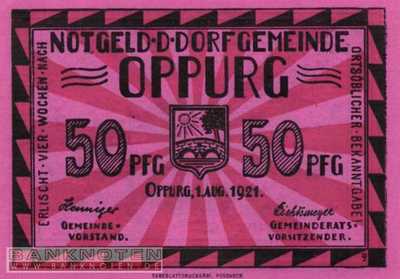 NOTGELD·D·DORFGEMEINDE
OPPURG
ERLISCHT·VIER·WOCHEN·NACH
ORTSÜBLICHER·BEKANNTGABE
50 PFG
50 PFG
OPPURG, 1. AUG. 1921.
GEMEINDE-
VORSTAND.
GEMEINDERATS-
VORSITZENDER.
BANKNOTEN